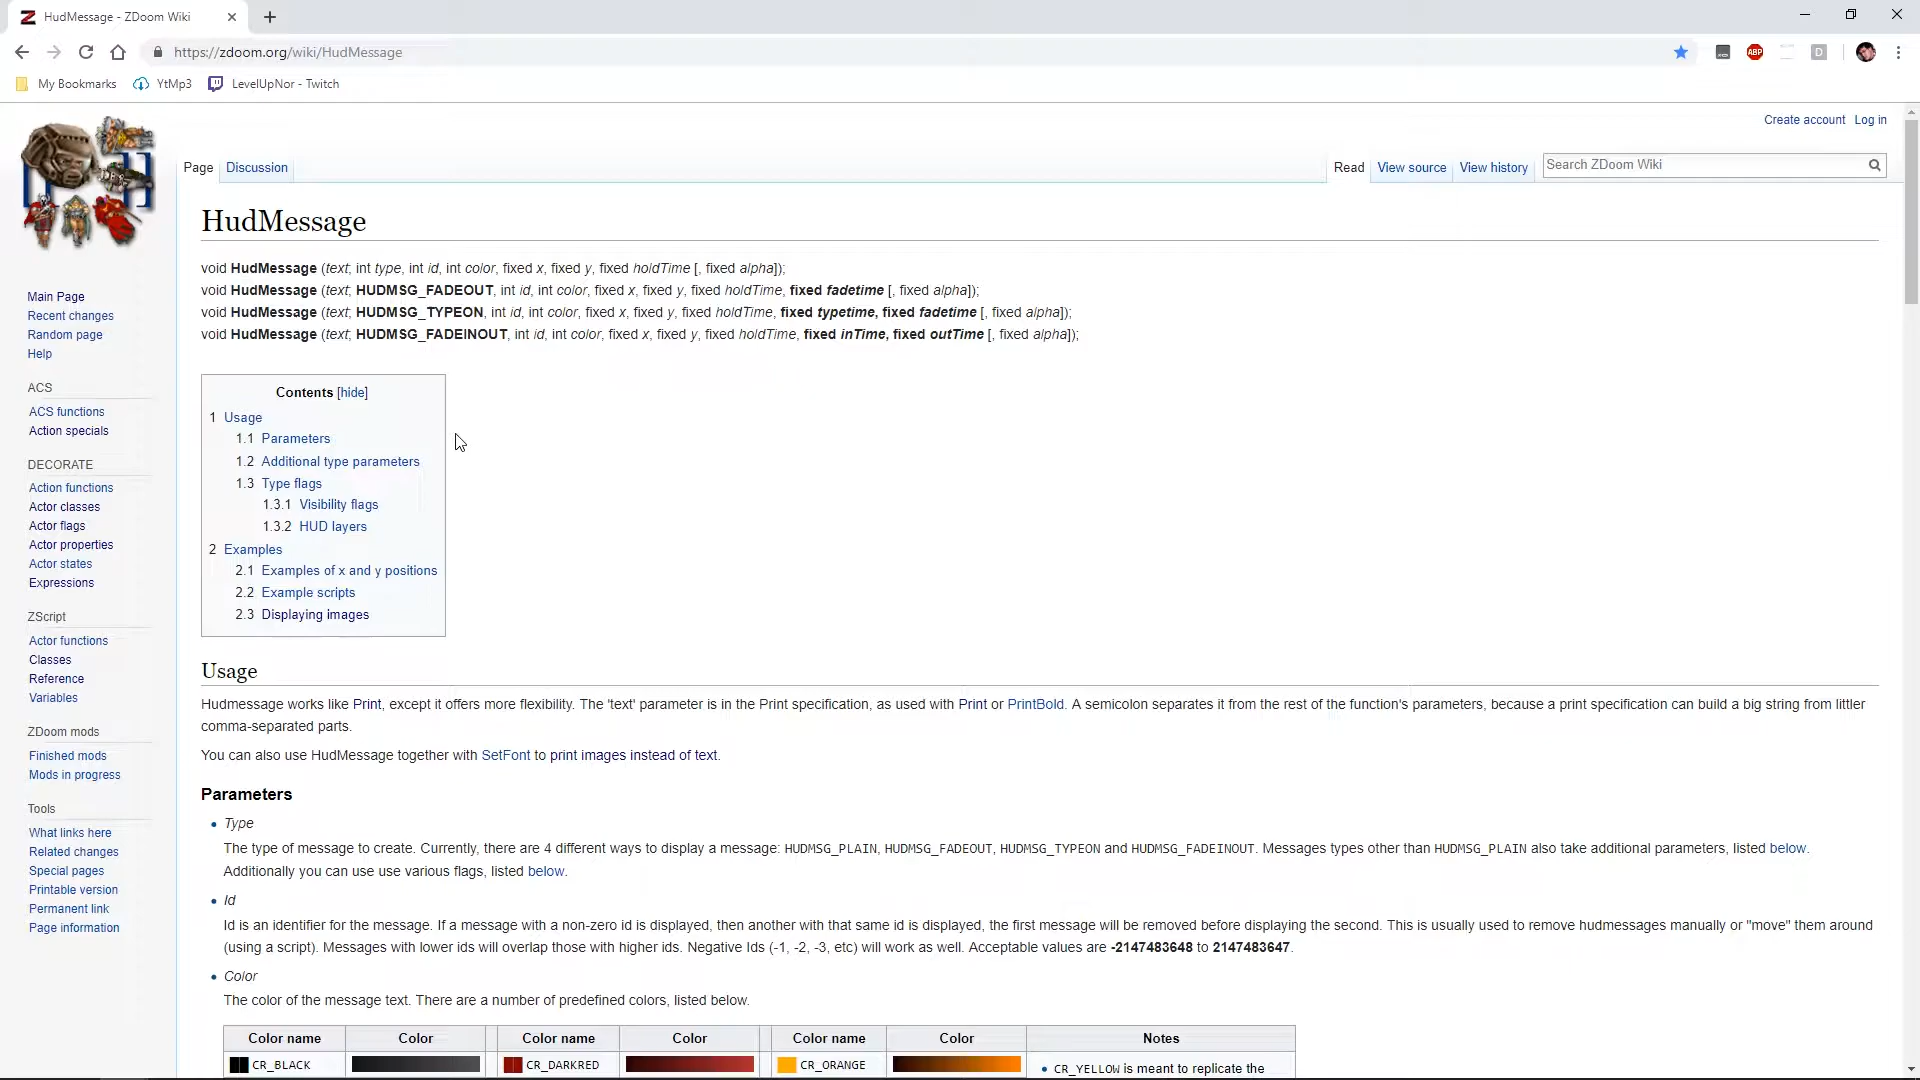 HudMessage - ZDoom Wiki
https://zdoom.org/wiki/HudMessage
ABP
D
My Bookmarks
YtMp3
LevelUpNor - Twitch
Create account Log in
Page Discussion
Read View source View history
Search ZDoom Wiki
HudMessage
void HudMessage (text; int type, int id, int color, fixed x, fixed y, fixed holdTime [, fixed alpha]);
void HudMessage (text; HUDMSG_FADEOUT, int id, int color, fixed x, fixed y, fixed holdTime, fixed fadetime [, fixed alpha]);
void HudMessage (text; HUDMSG_TYPEON, int id, int color, fixed x, fixed y, fixed holdTime, fixed typetime, fixed fadetime [, fixed alpha]);
void HudMessage (text; HUDMSG_FADEINOUT, int id, int color, fixed x, fixed y, fixed holdTime, fixed inTime, fixed outTime [, fixed alpha]);
Contents [hide]
1 Usage
1.1 Parameters
1.2 Additional type parameters
1.3 Type flags
1.3.1 Visibility flags
1.3.2 HUD layers
2 Examples
2.1 Examples of x and y positions
2.2 Example scripts
2.3 Displaying images
Main Page
Recent changes
Random page
Help
ACS
ACS functions
Action specials
DECORATE
Action functions
Actor classes
Actor flags
Actor properties
Actor states
Expressions
ZScript
Actor functions
Classes
Reference
Variables
ZDoom mods
Finished mods
Mods in progress
Tools
What links here
Related changes
Special pages
Printable version
Permanent link
Page information
Usage
Hudmessage works like Print, except it offers more flexibility. The 'text' parameter is in the Print specification, as used with Print or PrintBold. A semicolon separates it from the rest of the function's parameters, because a print specification can build a big string from littler
comma-separated parts.
You can also use HudMessage together with SetFont to print images instead of text.
Parameters
• Type
The type of message to create. Currently, there are 4 different ways to display a message: HUDMSG_PLAIN, HUDMSG_FADEOUT, HUDMSG_TYPEON and HUDMSG_FADEINOUT. Messages types other than HUDMSG_PLAIN also take additional parameters, listed below.
Additionally you can use use various flags, listed below.
• Id
Id is an identifier for the message. If a message with a non-zero id is displayed, then another with that same id is displayed, the first message will be removed before displaying the second. This is usually used to remove hudmessages manually or "move" them around
(using a script). Messages with lower ids will overlap those with higher ids. Negative Ids (-1, -2, -3, etc) will work as well. Acceptable values are -2147483648 to 2147483647.
• Color
The color of the message text. There are a number of predefined colors, listed below.
Color name Color Color name Color Color name Color Notes
CR_BLACK CR_DARKRED CR_ORANGE • CR_YELLOW is meant to replicate the